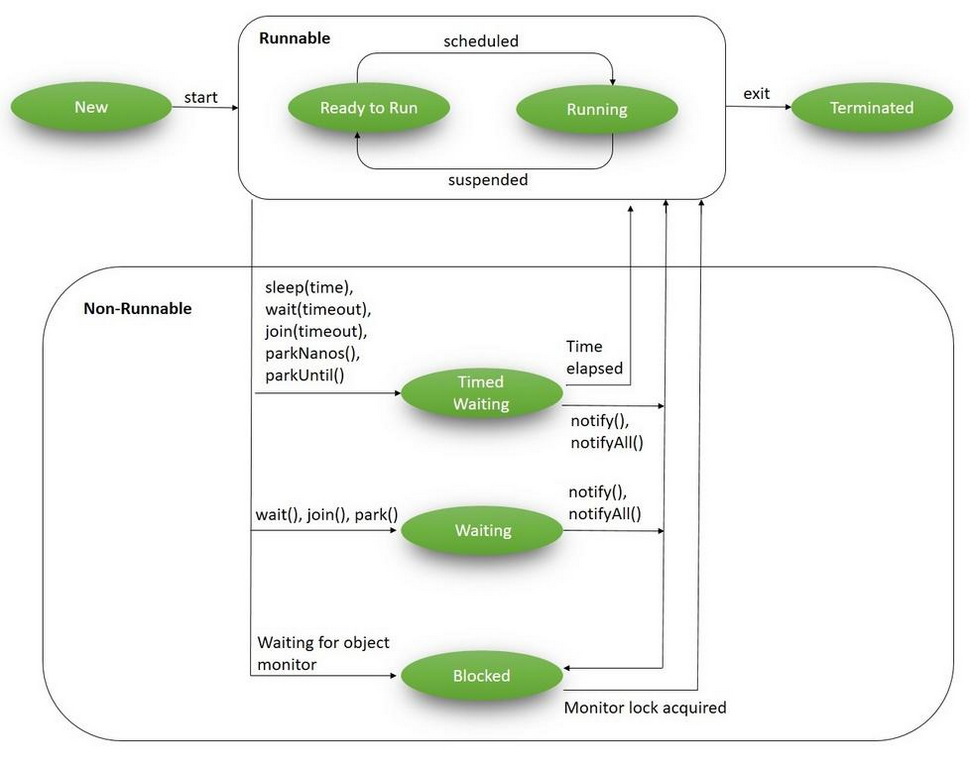 Runnable
scheduled
New
start
Ready to Run
Running
exit
Terminated
suspended
Non-Runnable
sleep(time),
wait(timeout),
join(timeout),
parkNanos(),
parkUntil()
Time
elapsed
Timed
Waiting
notify(),
notifyAll()
wait(), join(), park()
Waiting
notify(),
notifyAll()
Waiting for object
monitor
Blocked
Monitor lock acquired